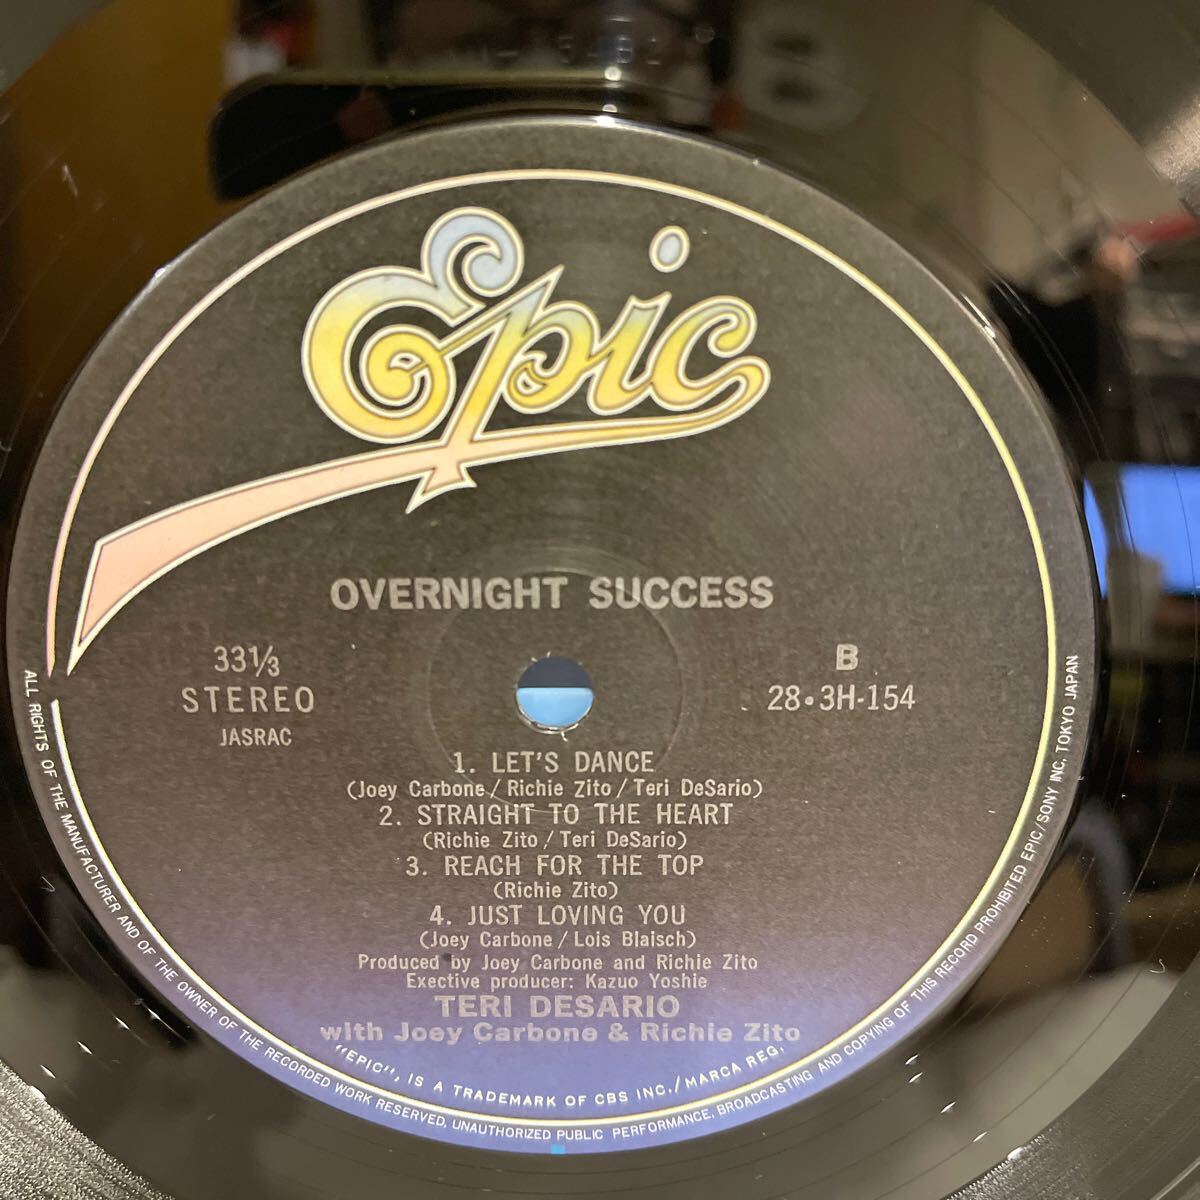 Epic
OVERNIGHT SUCCESS
33⅓
STEREO
JASRAC
B
28・3H-154
1. LET'S DANCE
(Joey Carbone/Richie Zito/Teri DeSario)
2. STRAIGHT TO THE HEART
(Richie Zito/Teri DeSario)
3. REACH FOR THE TOP
(Richie Zito)
4. JUST LOVING YOU
(Joey Carbone/Lois Blaisch)
Produced by Joey Carbone and Richie Zito
Exective producer: Kazuo Yoshie
TERI DESARIO
with Joey Carbone & Richie Zito
"EPIC", IS A TRADEMARK OF CBS INC./MARCA REG.
ALL RIGHTS OF THE MANUFACTURER AND OF THE OWNER OF THE RECORDED WORK RESERVED, UNAUTHORIZED PUBLIC PERFORMANCE, BROADCASTING AND COPYING OF THIS RECORD PROHIBITED EPIC/SONY INC. TOKYO JAPAN